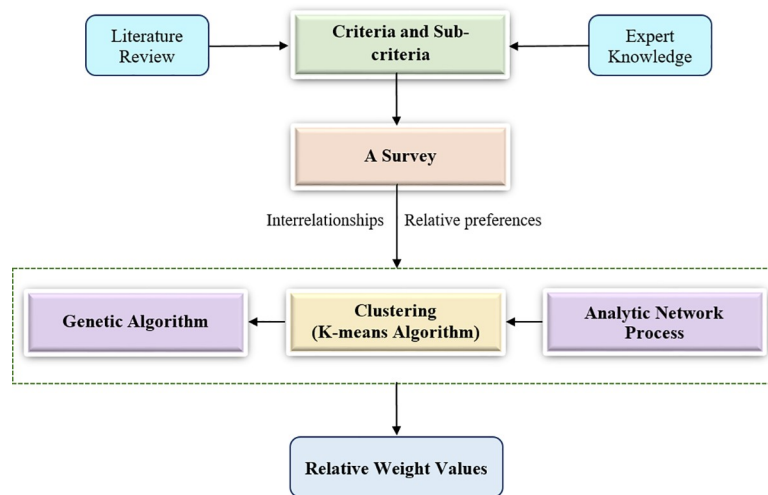 Literature
Review
Criteria and Sub-
criteria
Expert
Knowledge
A Survey
Interrelationships
Relative preferences
Genetic Algorithm
Clustering
(K-means Algorithm)
Analytic Network
Process
Relative Weight Values